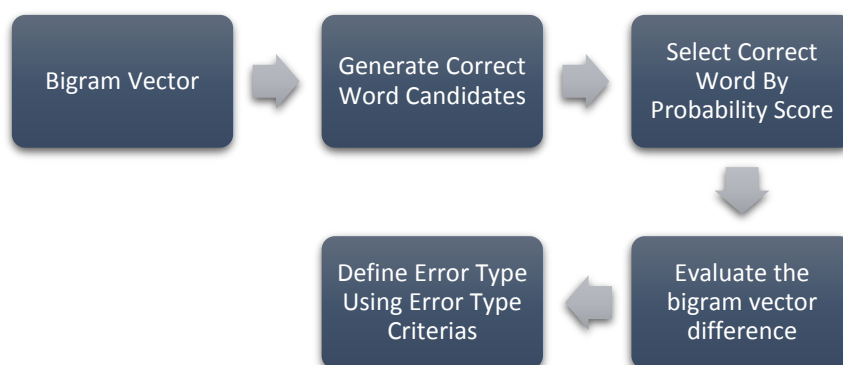 Bigram Vector
Generate Correct
Word Candidates
Select Correct
Word By
Probability Score
Evaluate the
bigram vector
difference
Define Error Type
Using Error Type
Criterias